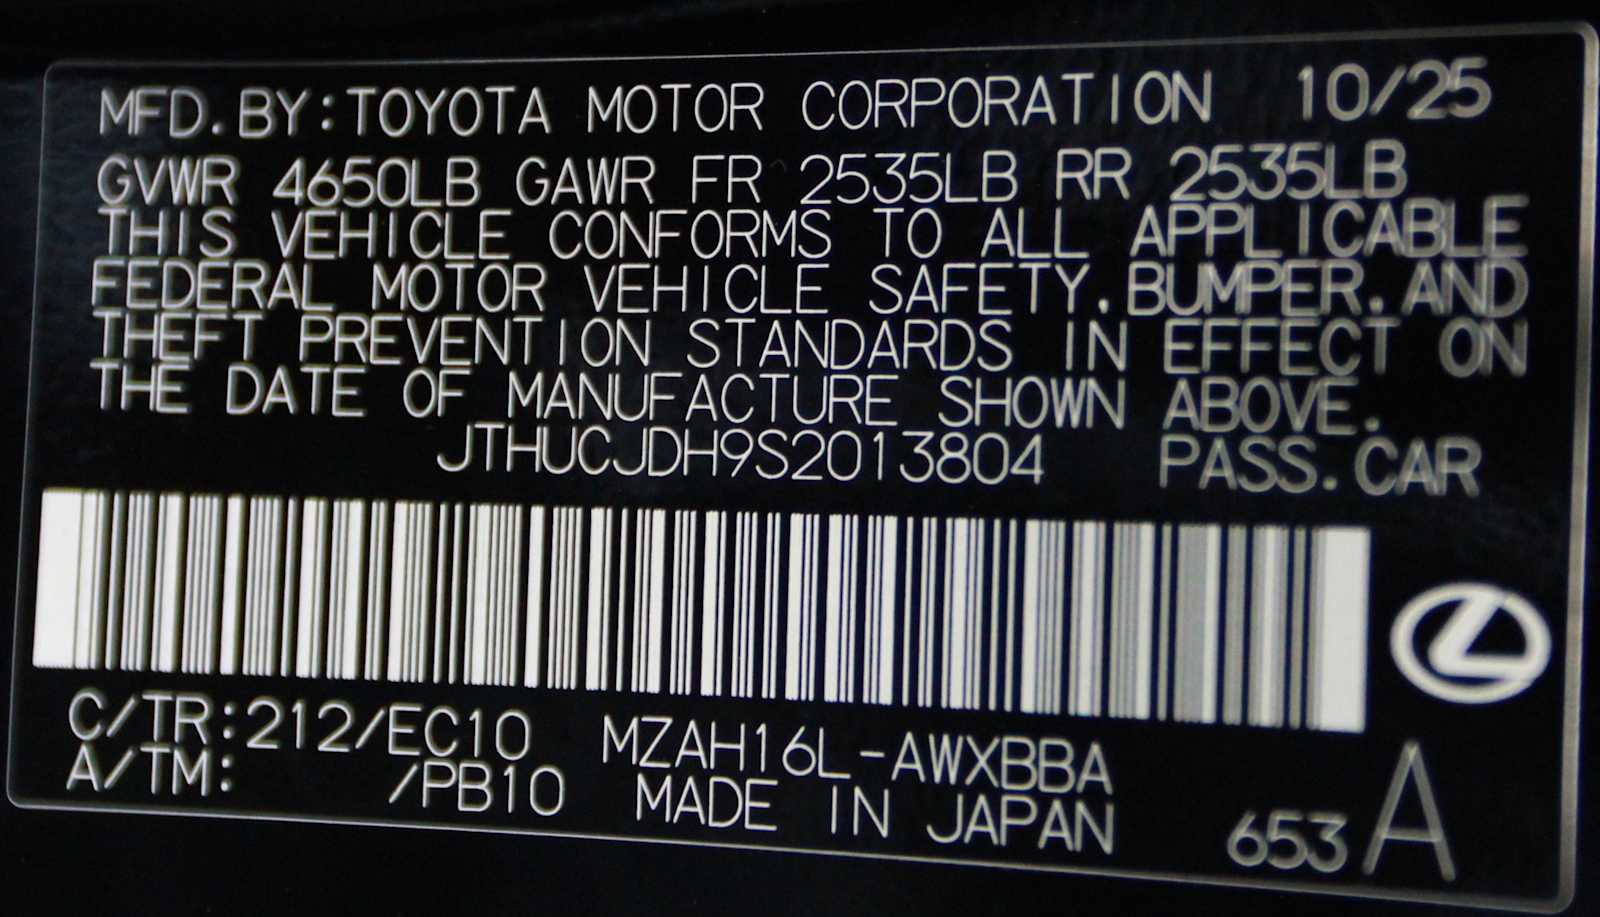 MFD.BY:TOYOTA MOTOR CORPORATION 10/25
GVWR 4650LB GAWR FR 2535LB RR 2535LB
THIS VEHICLE CONFORMS TO ALL APPLICABLE
FEDERAL MOTOR VEHICLE SAFETY.BUMPER.AND
THEFT PREVENTION STANDARDS IN EFFECT ON
THE DATE OF MANUFACTURE SHOWN ABOVE.
JTHUCJDH9S2013804 PASS.CAR
C/TR:212/EC10 MZAH16L-AWXBBA
A/TM: /PB10 MADE IN JAPAN
653 A